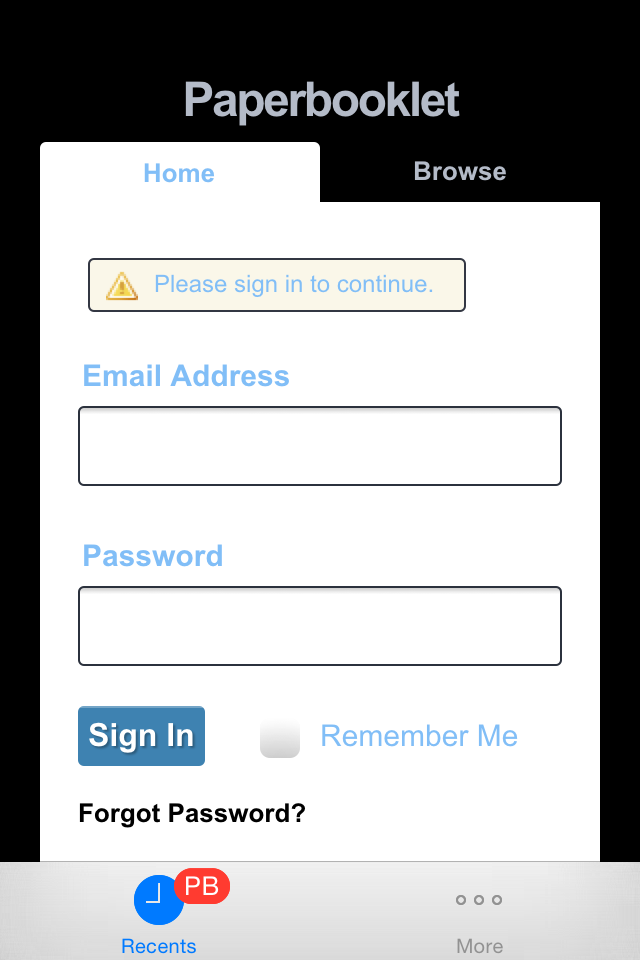 Paperbooklet
Home
Browse
Please sign in to continue.
Email Address
Password
Sign In
Remember Me
Forgot Password?
PB
Recents
More